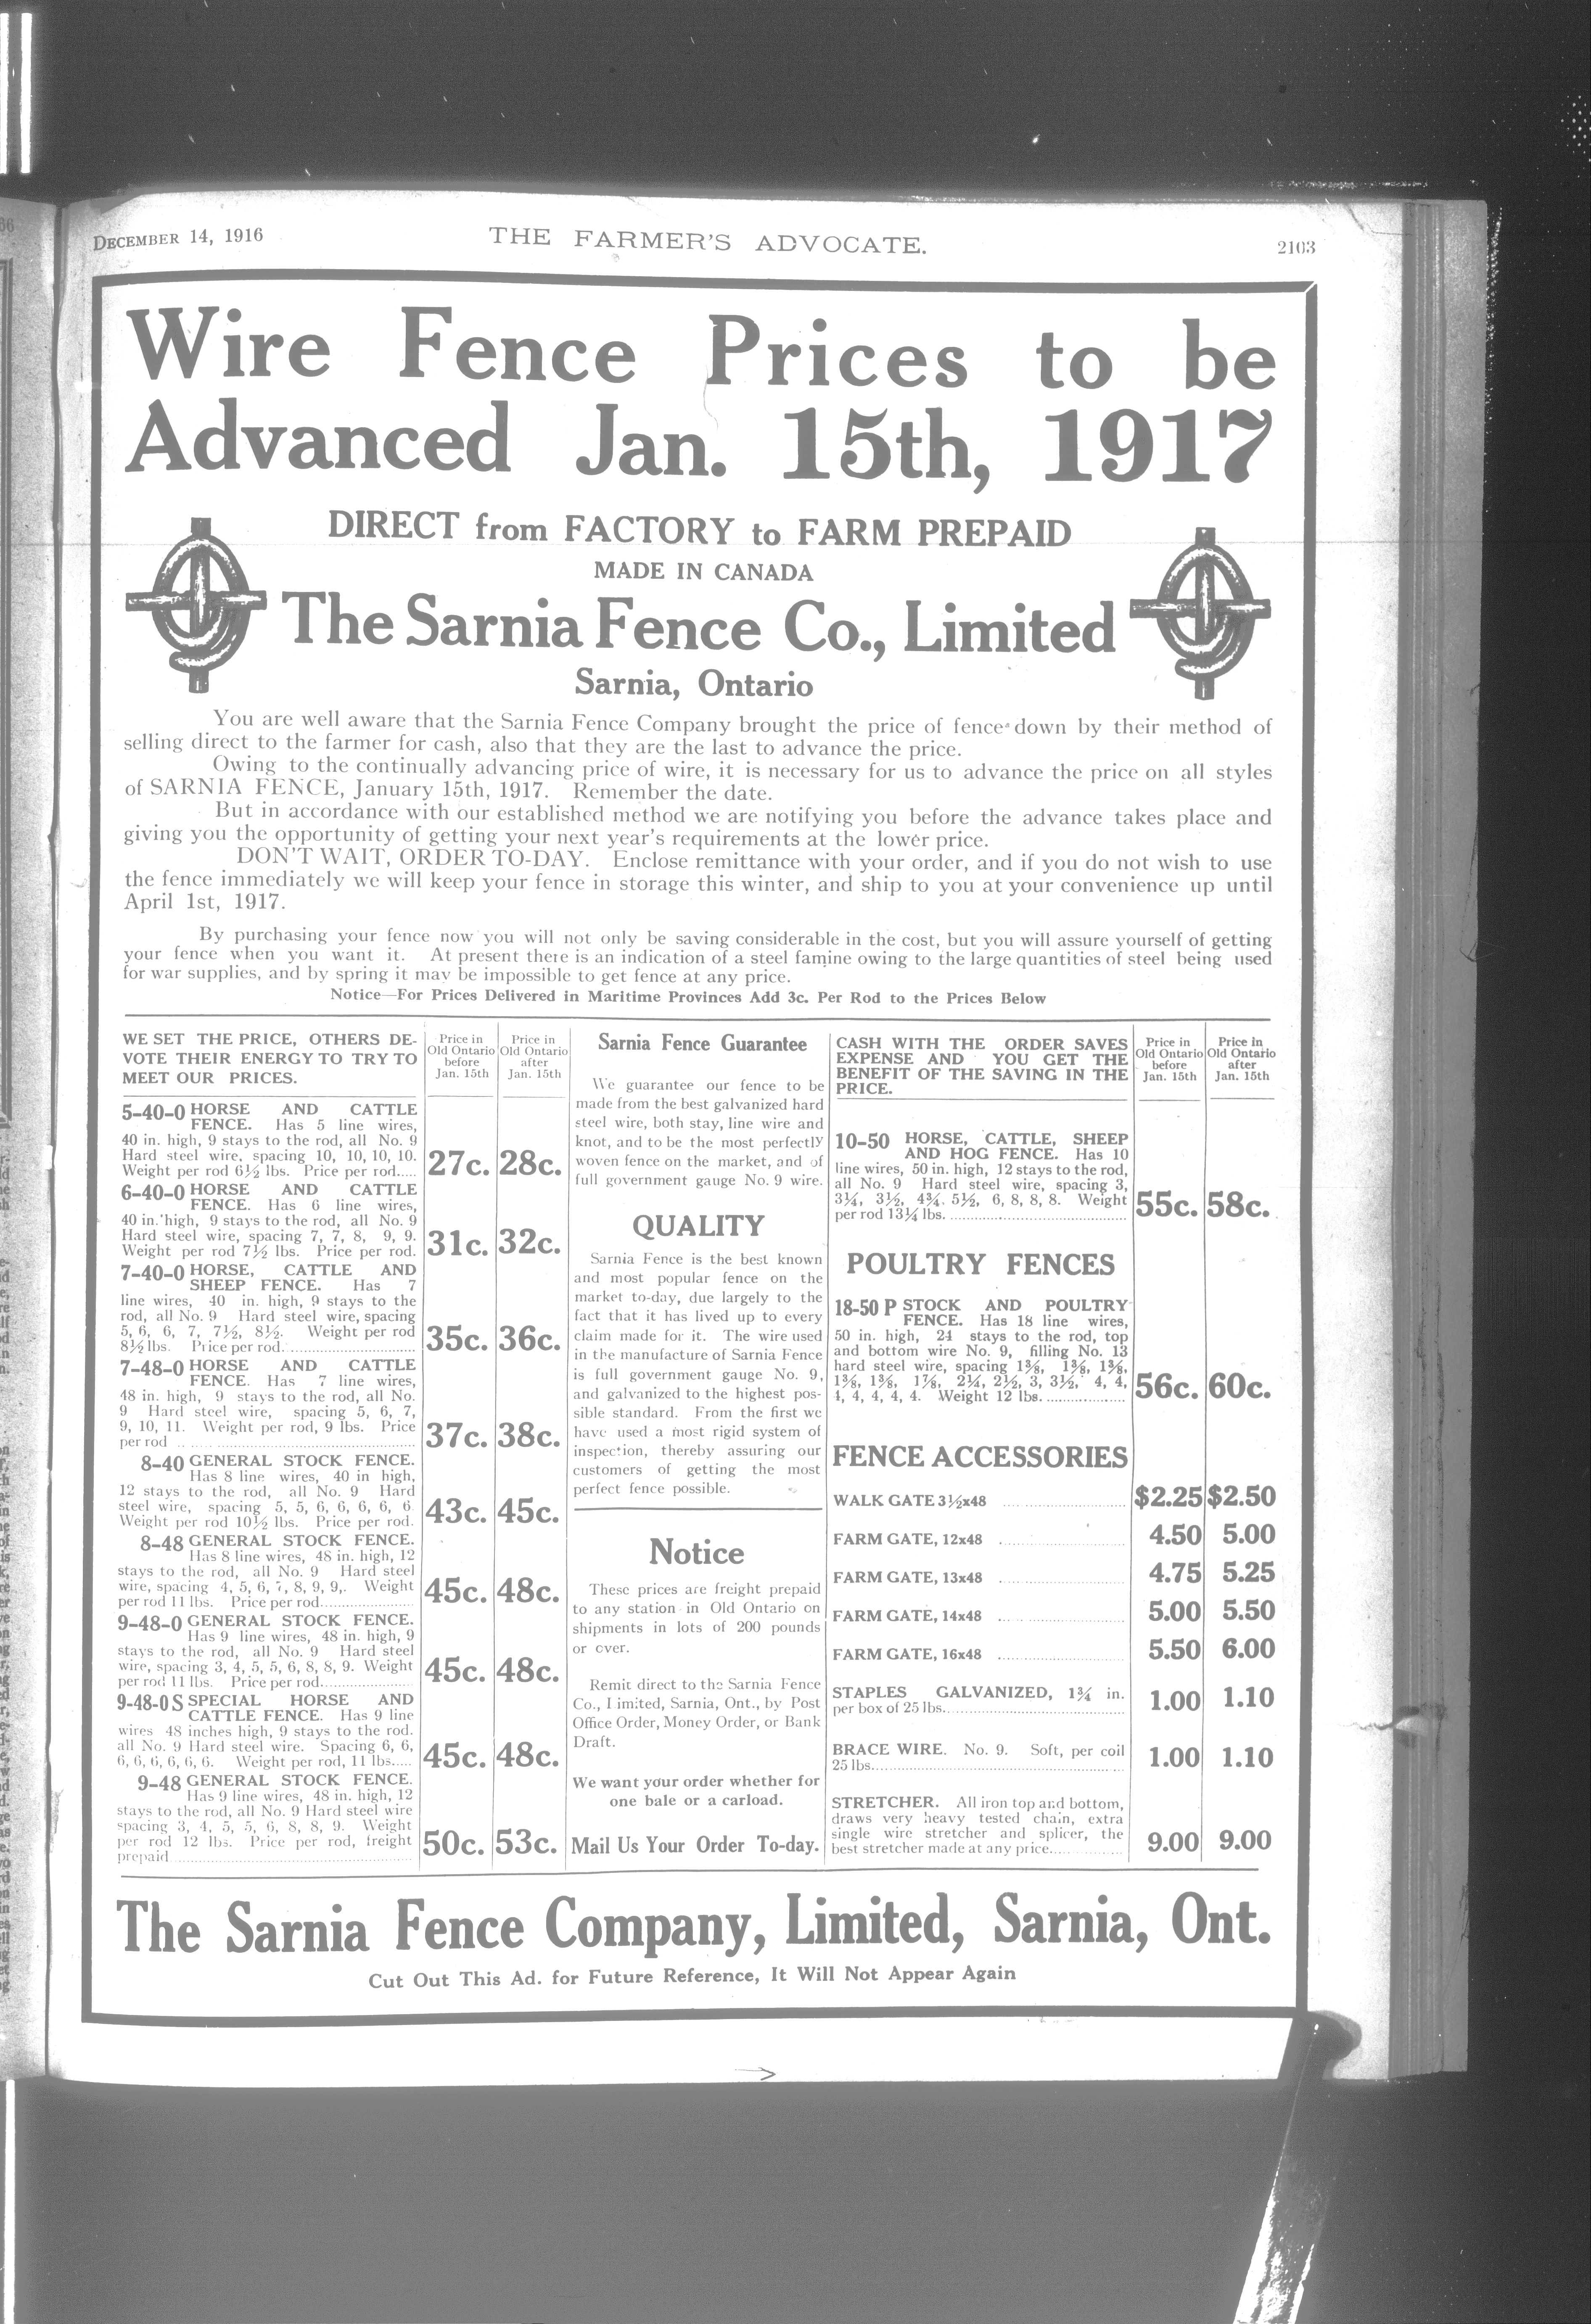 DECEMBER 14, 1916
THE FARMER'S ADVOCATE.
2103
Wire Fence Prices to be
Advanced Jan. 15th, 1917
DIRECT from FACTORY to FARM PREPAID
MADE IN CANADA
The Sarnia Fence Co., Limited
Sarnia, Ontario
You are well aware that the Sarnia Fence Company brought the price of fence down by their method of
selling direct to the farmer for cash, also that they are the last to advance the price.
Owing to the continually advancing price of wire, it is necessary for us to advance the price on all styles
of SARNIA FENCE, January 15th, 1917. Remember the date.
But in accordance with our established method we are notifying you before the advance takes place and
giving you the opportunity of getting your next year's requirements at the lower price.
DON'T WAIT, ORDER TO-DAY. Enclose remittance with your order, and if you do not wish to use
the fence immediately we will keep your fence in storage this winter, and ship to you at your convenience up until
April 1st, 1917.
By purchasing your fence now you will not only be saving considerable in the cost, but you will assure yourself of getting
your fence when you want it. At present there is an indication of a steel famine owing to the large quantities of steel being used
for war supplies, and by spring it may be impossible to get fence at any price.
Notice—For Prices Delivered in Maritime Provinces Add 3c. Per Rod to the Prices Below
WE SET THE PRICE, OTHERS DE-
VOTE THEIR ENERGY TO TRY TO
MEET OUR PRICES.
Price in
Old Ontario
before
Jan. 15th
Price in
Old Ontario
after
Jan. 15th
5-40-0 HORSE AND CATTLE
FENCE. Has 5 line wires,
40 in. high, 9 stays to the rod, all No. 9
Hard steel wire, spacing 10, 10, 10, 10.
Weight per rod 6½ lbs. Price per rod..... 27c. 28c.
6-40-0 HORSE AND CATTLE
FENCE. Has 6 line wires,
40 in. high, 9 stays to the rod, all No. 9
Hard steel wire, spacing 7, 7, 8, 9, 9.
Weight per rod 7½ lbs. Price per rod. 31c. 32c.
7-40-0 HORSE, CATTLE AND
SHEEP FENCE. Has 7
line wires, 40 in. high, 9 stays to the
rod, all No. 9 Hard steel wire, spacing
5, 6, 6, 7, 7½, 8½. Weight per rod
8½ lbs. Price per rod. 35c. 36c.
7-48-0 HORSE AND CATTLE
FENCE. Has 7 line wires,
48 in. high, 9 stays to the rod, all No.
9 Hard steel wire, spacing 5, 6, 7,
9, 10, 11. Weight per rod, 9 lbs. Price
per rod 37c. 38c.
8-40 GENERAL STOCK FENCE.
Has 8 line wires, 40 in high,
12 stays to the rod, all No. 9 Hard
steel wire, spacing 5, 5, 6, 6, 6, 6, 6
Weight per rod 10½ lbs. Price per rod. 43c. 45c.
8-48 GENERAL STOCK FENCE.
Has 8 line wires, 48 in. high, 12
stays to the rod, all No. 9 Hard steel
wire, spacing 4, 5, 6, 7, 8, 9, 9,. Weight
per rod 11 lbs. Price per rod 45c. 48c.
9-48-0 GENERAL STOCK FENCE.
Has 9 line wires, 48 in. high, 9
stays to the rod, all No. 9 Hard steel
wire, spacing 3, 4, 5, 5, 6, 8, 8, 9. Weight
per rod 11 lbs. Price per rod 45c. 48c.
9-48-0 S SPECIAL HORSE AND
CATTLE FENCE. Has 9 line
wires 48 inches high, 9 stays to the rod.
all No. 9 Hard steel wire. Spacing 6, 6,
6, 6, 6, 6, 6, 6. Weight per rod, 11 lbs..... 45c. 48c.
9-48 GENERAL STOCK FENCE.
Has 9 line wires, 48 in. high, 12
stays to the rod, all No. 9 Hard steel wire
spacing 3, 4, 5, 5, 6, 8, 8, 9. Weight
per rod 12 lbs. Price per rod, freight
prepaid 50c. 53c.
Sarnia Fence Guarantee
We guarantee our fence to be
made from the best galvanized hard
steel wire, both stay, line wire and
knot, and to be the most perfectly
woven fence on the market, and of
full government gauge No. 9 wire.
QUALITY
Sarnia Fence is the best known
and most popular fence on the
market to-day, due largely to the
fact that it has lived up to every
claim made for it. The wire used
in the manufacture of Sarnia Fence
is full government gauge No. 9,
and galvanized to the highest pos-
sible standard. From the first we
have used a most rigid system of
inspection, thereby assuring our
customers of getting the most
perfect fence possible.
Notice
These prices are freight prepaid
to any station in Old Ontario on
shipments in lots of 200 pounds
or over.
Remit direct to the Sarnia Fence
Co., Limited, Sarnia, Ont., by Post
Office Order, Money Order, or Bank
Draft.
We want your order whether for
one bale or a carload.
Mail Us Your Order To-day.
CASH WITH THE ORDER SAVES
EXPENSE AND YOU GET THE
BENEFIT OF THE SAVING IN THE
PRICE.
Price in
Old Ontario
before
Jan. 15th
Price in
Old Ontario
after
Jan. 15th
10-50 HORSE, CATTLE, SHEEP
AND HOG FENCE. Has 10
line wires, 50 in. high, 12 stays to the rod,
all No. 9 Hard steel wire, spacing 3,
3¼, 3½, 4¾. 5½, 6, 8, 8, 8. Weight
per rod 13¼ lbs. 55c. 58c.
POULTRY FENCES
18-50 P STOCK AND POULTRY
FENCE. Has 18 line wires,
50 in. high, 24 stays to the rod, top
and bottom wire No. 9, filling No. 13
hard steel wire, spacing 1⅝, 1⅝, 1⅝,
1⅝, 1⅝, 1⅞, 2¼, 2½, 3, 3½, 4, 4,
4, 4, 4, 4, 4. Weight 12 lbs. 56c. 60c.
FENCE ACCESSORIES
WALK GATE 3½x48 $2.25 $2.50
FARM GATE, 12x48 4.50 5.00
FARM GATE, 13x48 4.75 5.25
FARM GATE, 14x48 5.00 5.50
FARM GATE, 16x48 5.50 6.00
STAPLES GALVANIZED, 1¾ in.
per box of 25 lbs. 1.00 1.10
BRACE WIRE. No. 9. Soft, per coil
25 lbs. 1.00 1.10
STRETCHER. All iron top and bottom,
draws very heavy tested chain, extra
single wire stretcher and splicer, the
best stretcher made at any price 9.00 9.00
The Sarnia Fence Company, Limited, Sarnia, Ont.
Cut Out This Ad. for Future Reference, It Will Not Appear Again